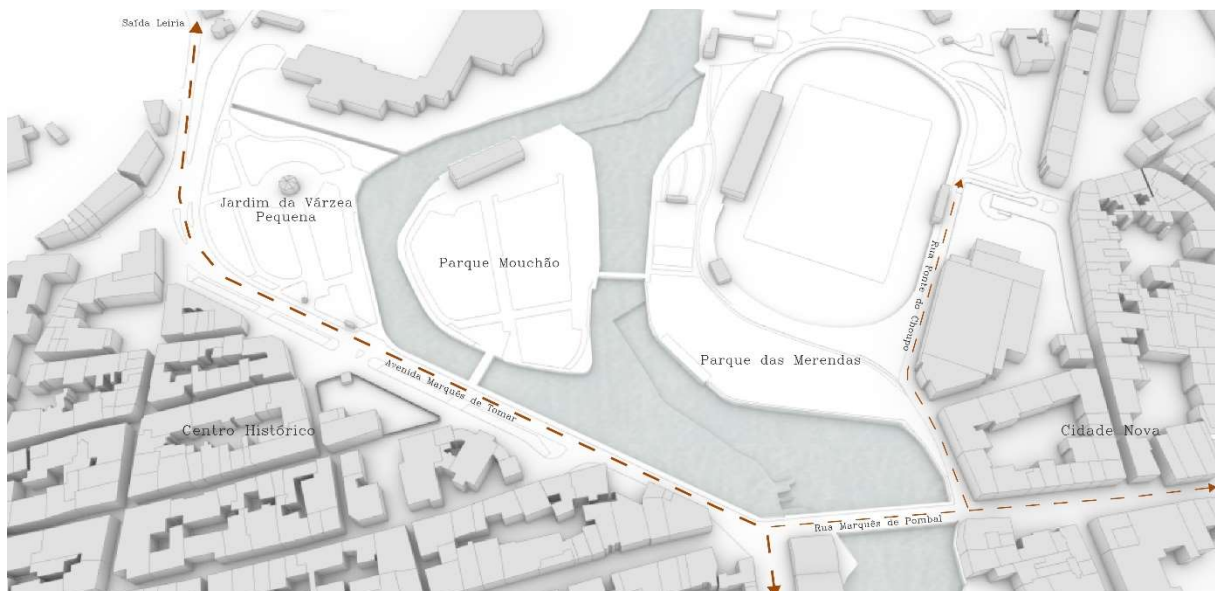 Saída Leiria
Jardim da Várzea
Pequena
Parque Mouchão
Rua Ponte do Choupo
Parque das Merendas
Avenida Marquês de Tomar
Centro Histórico
Cidade Nova
Rua Marquês de Pombal